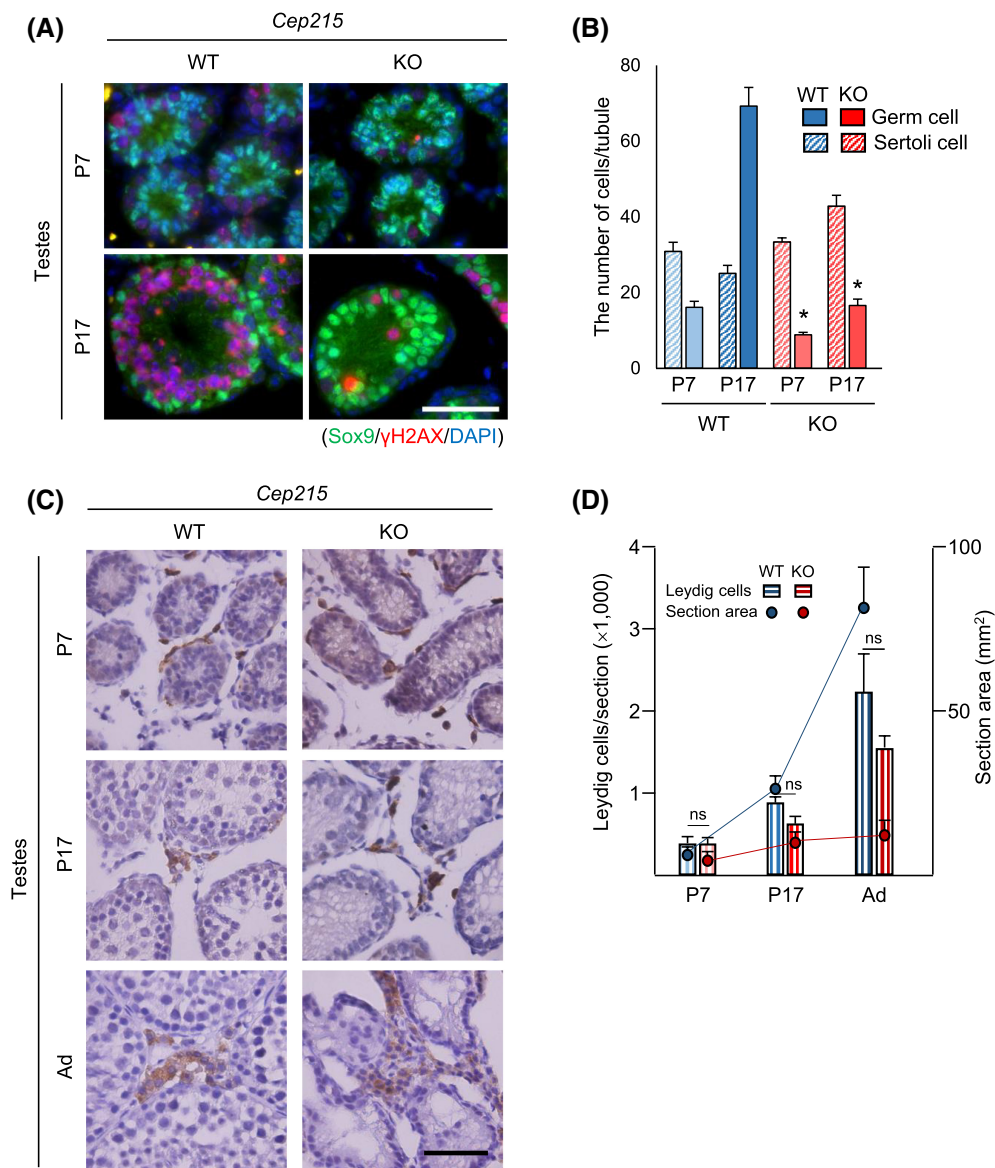 (A)
Cep215
WT KO
Testes
P7
P17
(Sox9/γH2AX/DAPI)
(B)
The number of cells/tubule
80
60
40
20
0
WT KO
Germ cell
Sertoli cell
*
*
P7 P17 P7 P17
WT KO
(C)
Cep215
WT KO
Testes
P7
P17
Ad
(D)
Leydig cells/section (×1,000)
4
3
2
1
WT KO
Leydig cells
Section area
ns
ns
ns
P7 P17 Ad
100
50
Section area (mm²)